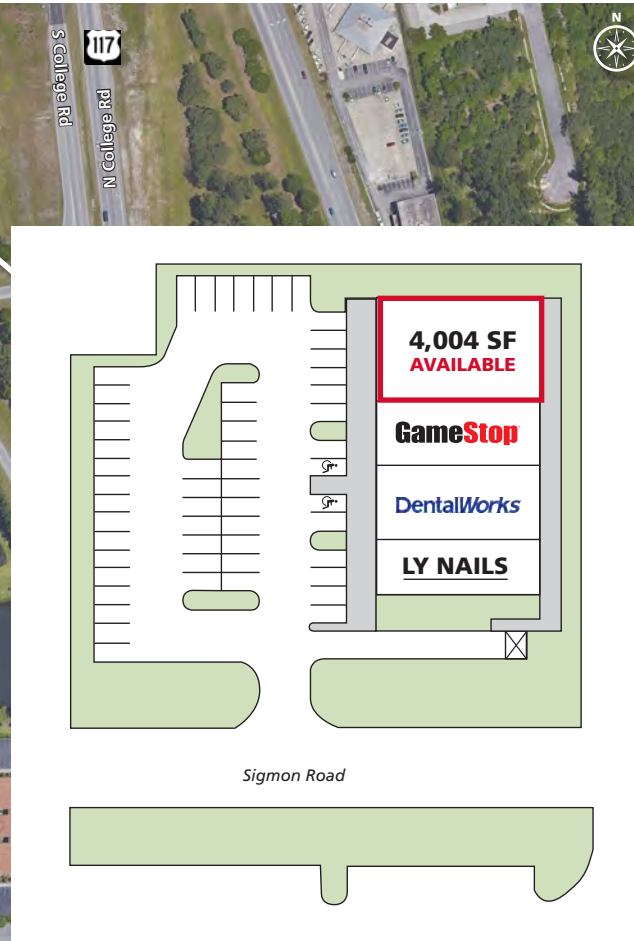 N
117
S College Rd
N College Rd
4,004 SF
AVAILABLE
GameStop
DentalWorks
LY NAILS
Sigmon Road